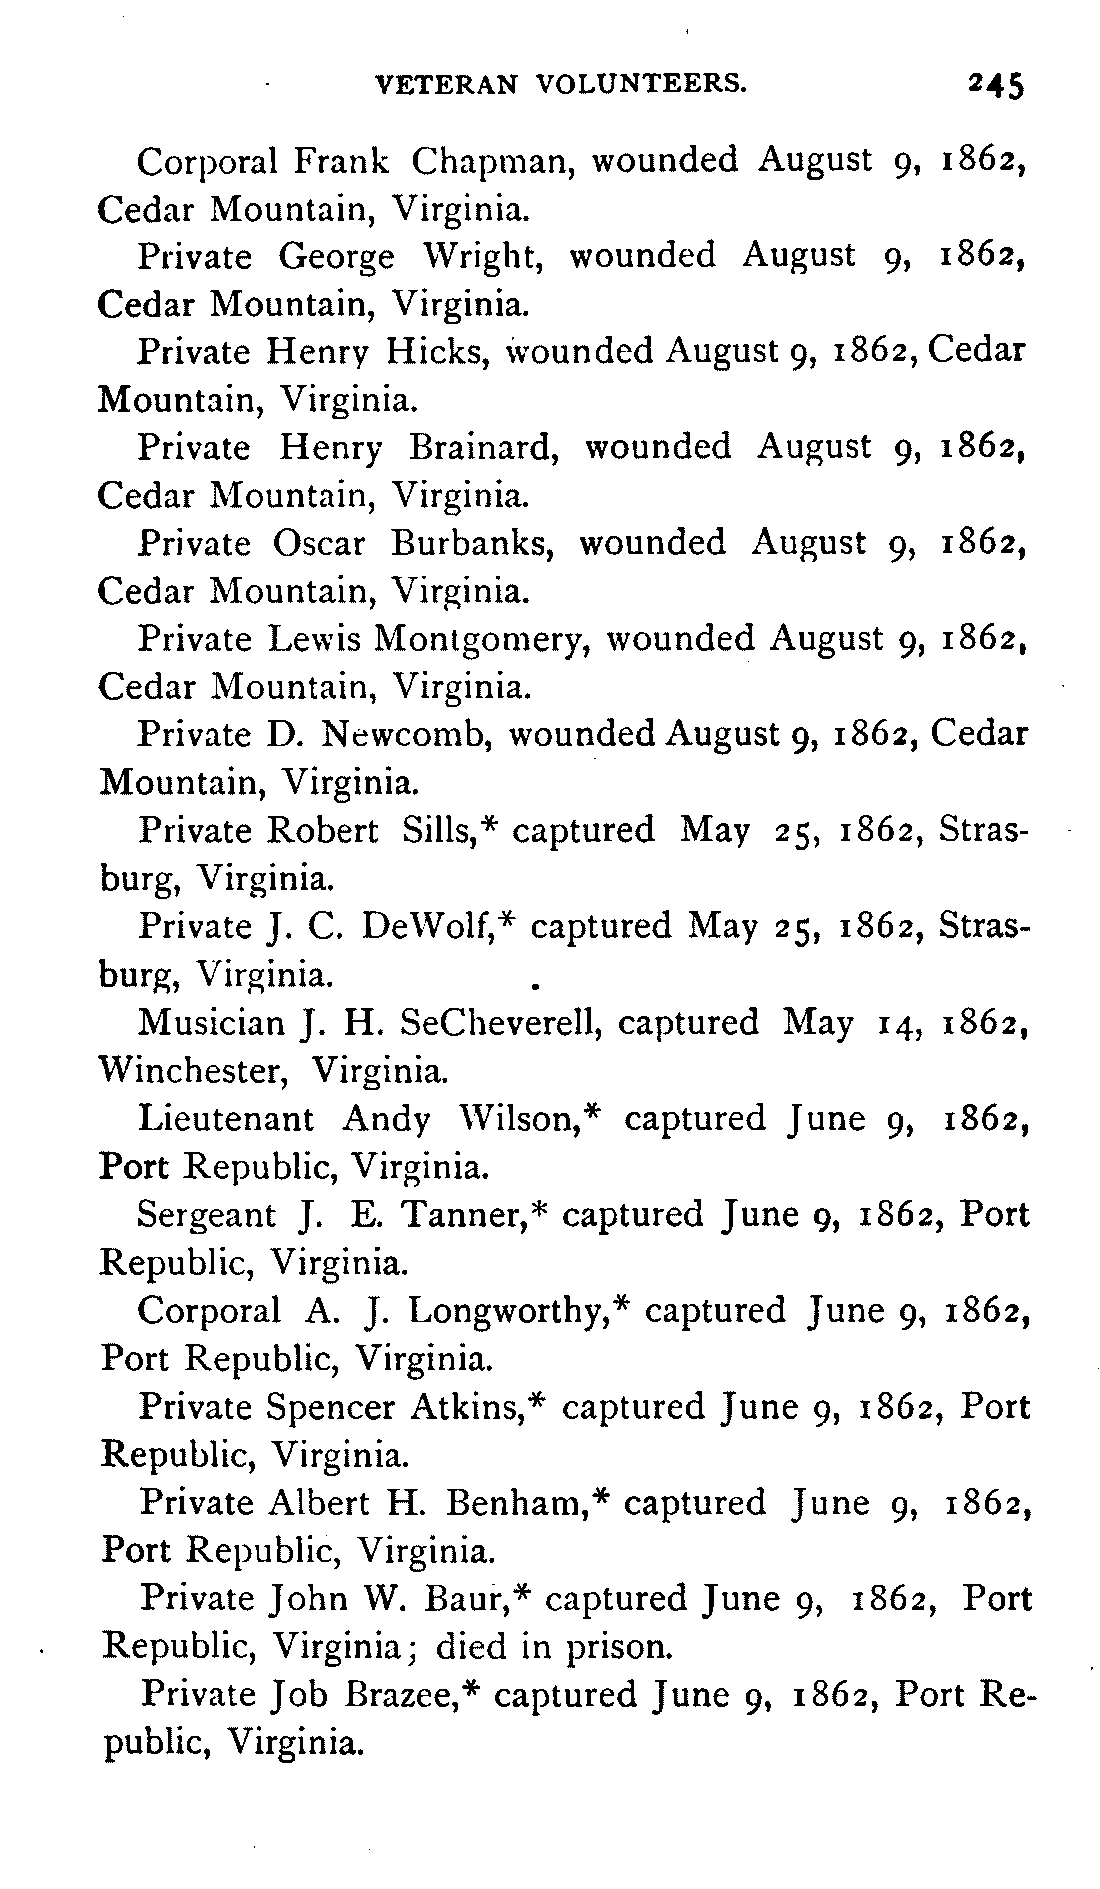 VETERAN VOLUNTEERS. 245
Corporal Frank Chapman, wounded August 9, 1862,
Cedar Mountain, Virginia.
Private George Wright, wounded August 9, 1862,
Cedar Mountain, Virginia.
Private Henry Hicks, wounded August 9, 1862, Cedar
Mountain, Virginia.
Private Henry Brainard, wounded August 9, 1862,
Cedar Mountain, Virginia.
Private Oscar Burbanks, wounded August 9, 1862,
Cedar Mountain, Virginia.
Private Lewis Montgomery, wounded August 9, 1862,
Cedar Mountain, Virginia.
Private D. Newcomb, wounded August 9, 1862, Cedar
Mountain, Virginia.
Private Robert Sills,* captured May 25, 1862, Stras-
burg, Virginia.
Private J. C. DeWolf,* captured May 25, 1862, Stras-
burg, Virginia.
Musician J. H. SeCheverell, captured May 14, 1862,
Winchester, Virginia.
Lieutenant Andy Wilson,* captured June 9, 1862,
Port Republic, Virginia.
Sergeant J. E. Tanner,* captured June 9, 1862, Port
Republic, Virginia.
Corporal A. J. Longworthy,* captured June 9, 1862,
Port Republic, Virginia.
Private Spencer Atkins,* captured June 9, 1862, Port
Republic, Virginia.
Private Albert H. Benham,* captured June 9, 1862,
Port Republic, Virginia.
Private John W. Baur,* captured June 9, 1862, Port
Republic, Virginia; died in prison.
Private Job Brazee,* captured June 9, 1862, Port Re-
public, Virginia.